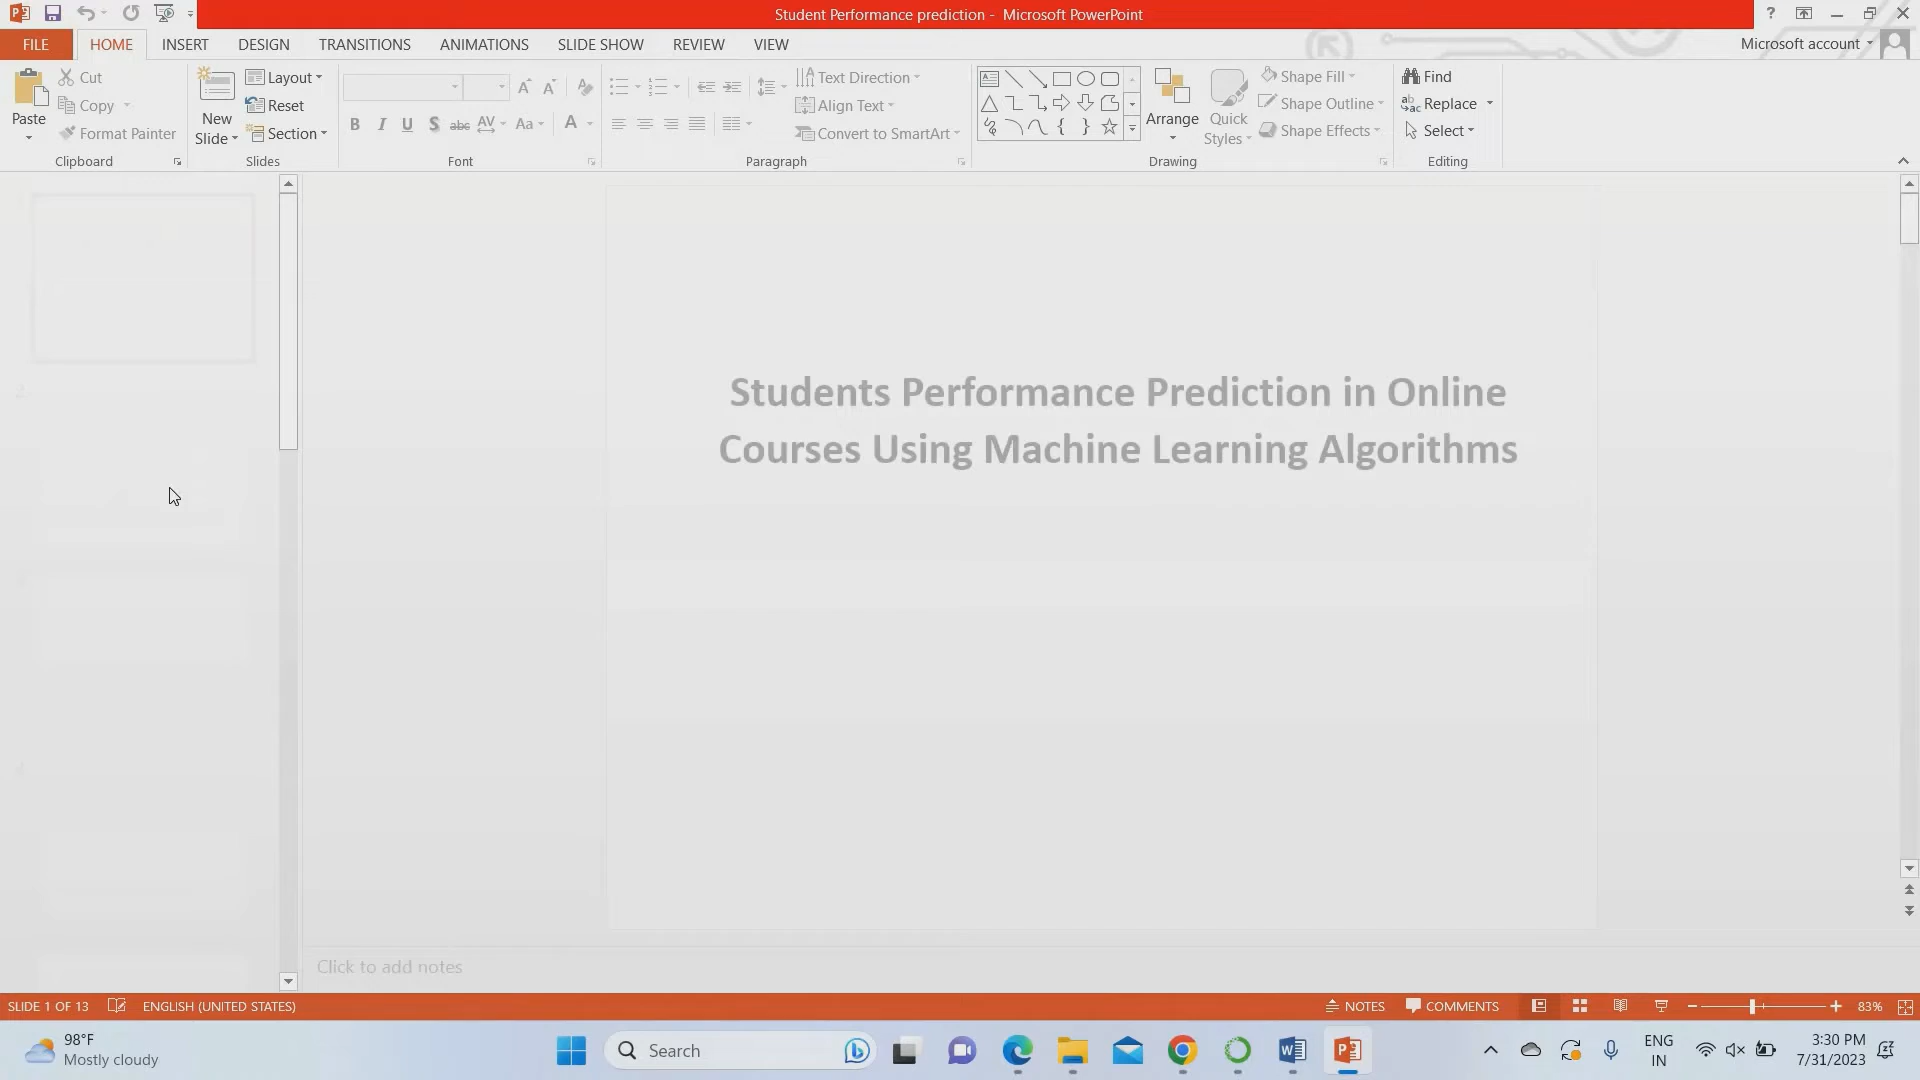 Student Performance prediction - Microsoft PowerPoint
?
FILE HOME INSERT DESIGN TRANSITIONS ANIMATIONS SLIDE SHOW REVIEW VIEW
Microsoft account
Paste
Cut
Copy
Format Painter
Clipboard
New
Slide
Layout
Reset
Section
Slides
B I U S abc AV Aa A
Font
Text Direction
Align Text
Convert to SmartArt
Paragraph
Arrange
Quick
Styles
Shape Fill
Shape Outline
Shape Effects
Drawing
Find
Replace
Select
Editing
Students Performance Prediction in Online
Courses Using Machine Learning Algorithms
Click to add notes
SLIDE 1 OF 13 ENGLISH (UNITED STATES)
NOTES COMMENTS 83%
98°F
Mostly cloudy
Search
ENG
IN
3:30 PM
7/31/2023